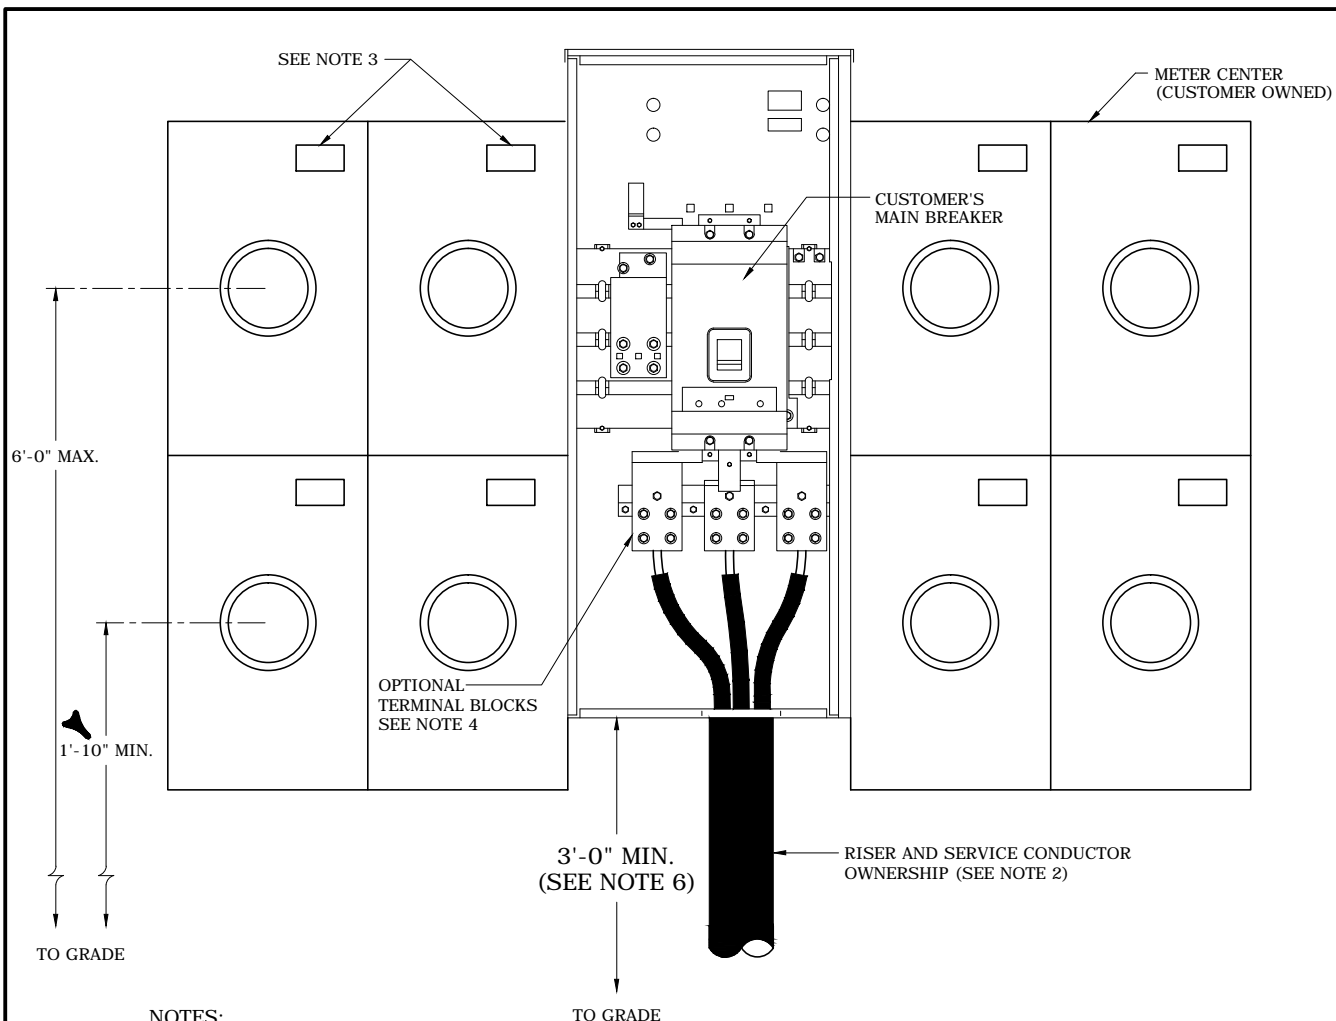 SEE NOTE 3
METER CENTER
(CUSTOMER OWNED)
CUSTOMER'S
MAIN BREAKER
6'-0" MAX.
OPTIONAL
TERMINAL BLOCKS
SEE NOTE 4
1'-10" MIN.
3'-0" MIN.
(SEE NOTE 6)
RISER AND SERVICE CONDUCTOR
OWNERSHIP (SEE NOTE 2)
TO GRADE
NOTES:
TO GRADE